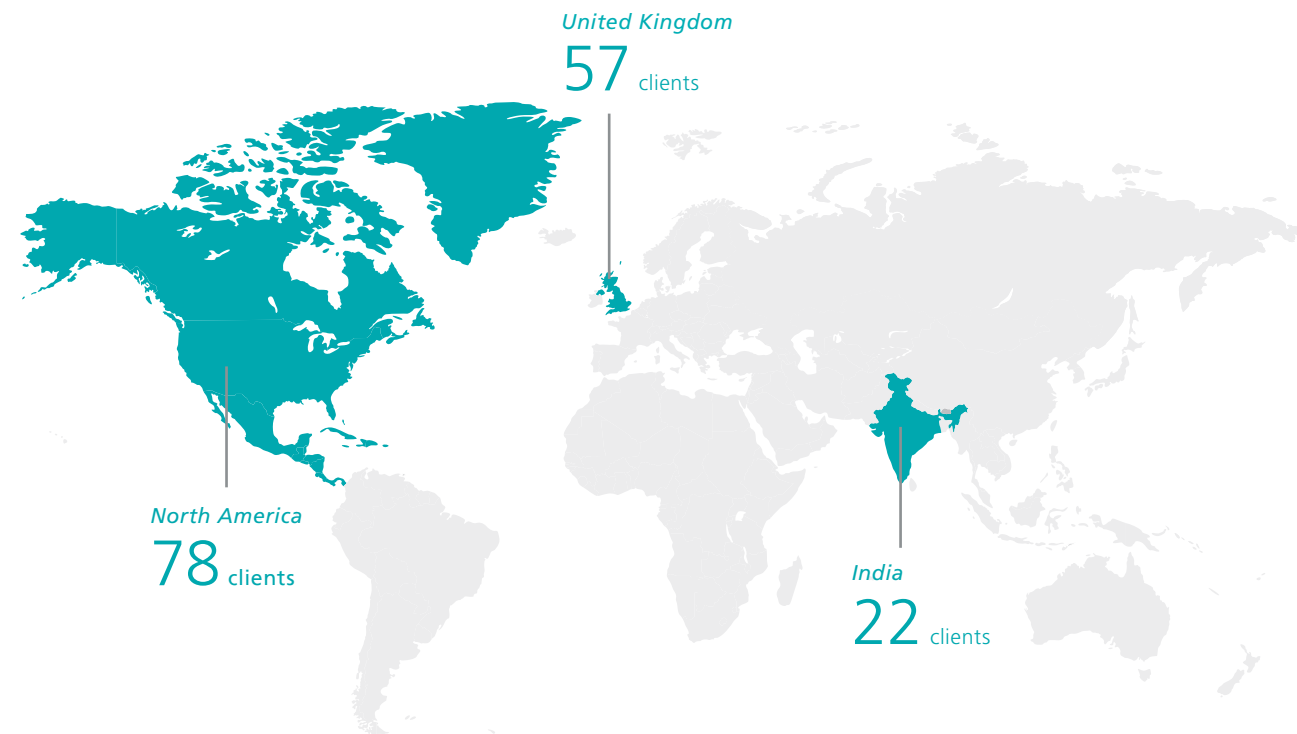 United Kingdom
57 clients
North America
78 clients
India
22 clients